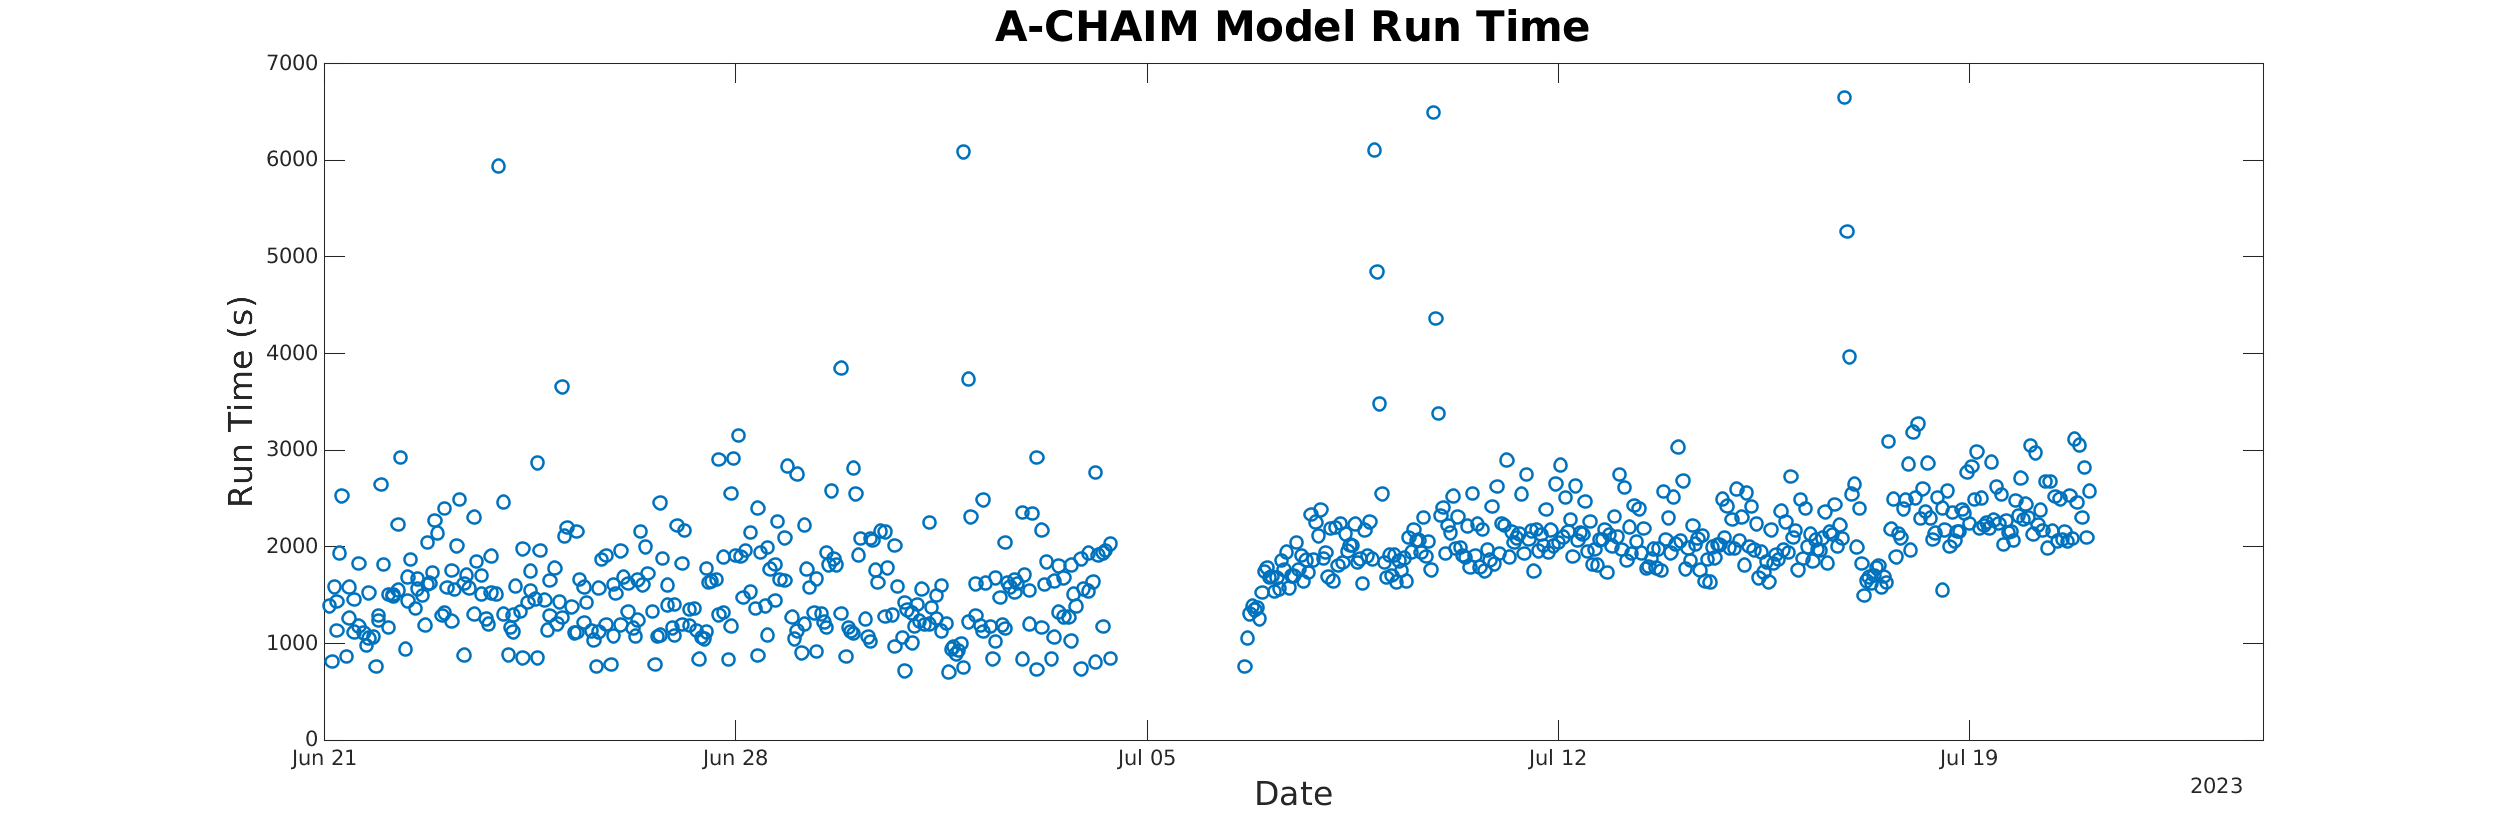 A-CHAIM Model Run Time
Run Time (s)
7000
6000
5000
4000
3000
2000
1000
0
Jun 21
Jun 28
Jul 05
Jul 12
Jul 19
2023
Date